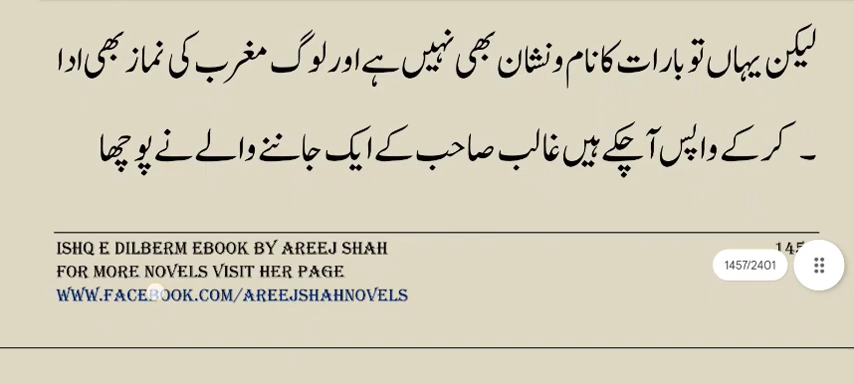 لیکن یہاں تو بارات کا نام و نشان بھی نہیں ہے اور لوگ مغرب کی نماز بھی ادا
کر کے واپس آ چکے ہیں غالب صاحب کے ایک جاننے والے نے پوچھا ۔
ISHQ E DILBERM EBOOK BY AREEJ SHAH
FOR MORE NOVELS VISIT HER PAGE
1457/2401
WWW.FACEBOOK.COM/AREEJSHAHNOVELS